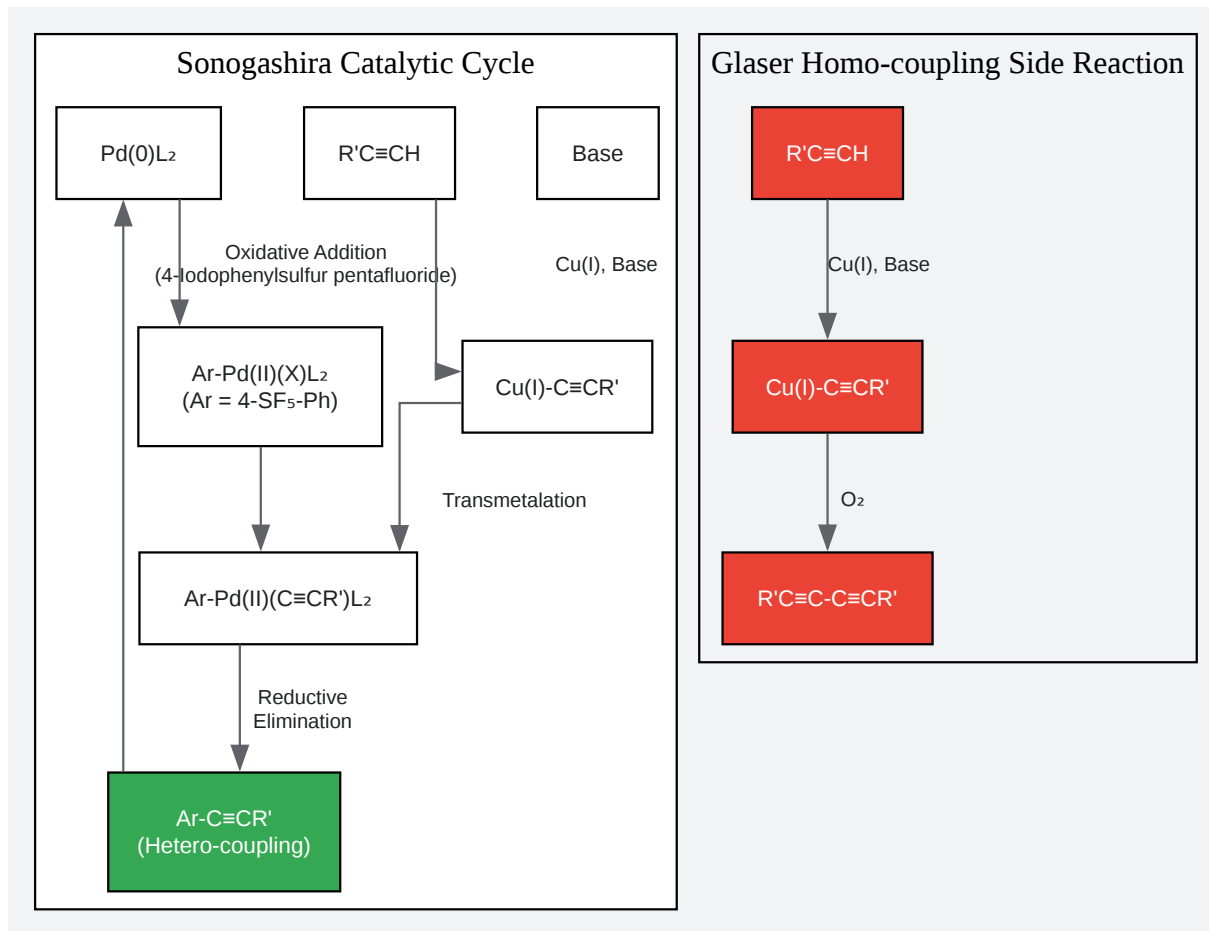 Sonogashira Catalytic Cycle
Pd(0)L₂
R'C≡CH
Base
Oxidative Addition
(4-Iodophenylsulfur pentafluoride)
Cu(I), Base
Ar-Pd(II)(X)L₂
(Ar = 4-SF₅-Ph)
Cu(I)-C≡CR'
Transmetalation
Ar-Pd(II)(C≡CR')L₂
Reductive
Elimination
Ar-C≡CR'
(Hetero-coupling)
Glaser Homo-coupling Side Reaction
R'C≡CH
Cu(I), Base
Cu(I)-C≡CR'
O₂
R'C≡C-C≡CR'